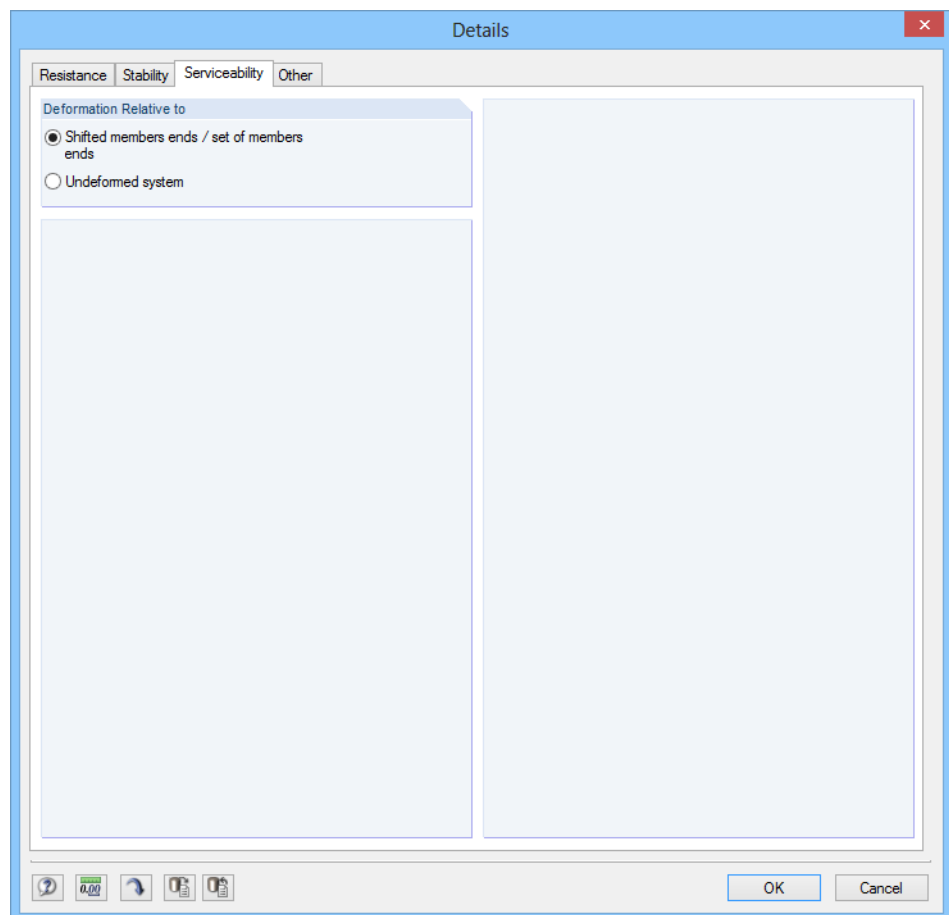 Details
Resistance Stability Serviceability Other
Deformation Relative to
Shifted members ends / set of members
ends
Undeformed system
0.00
OK Cancel